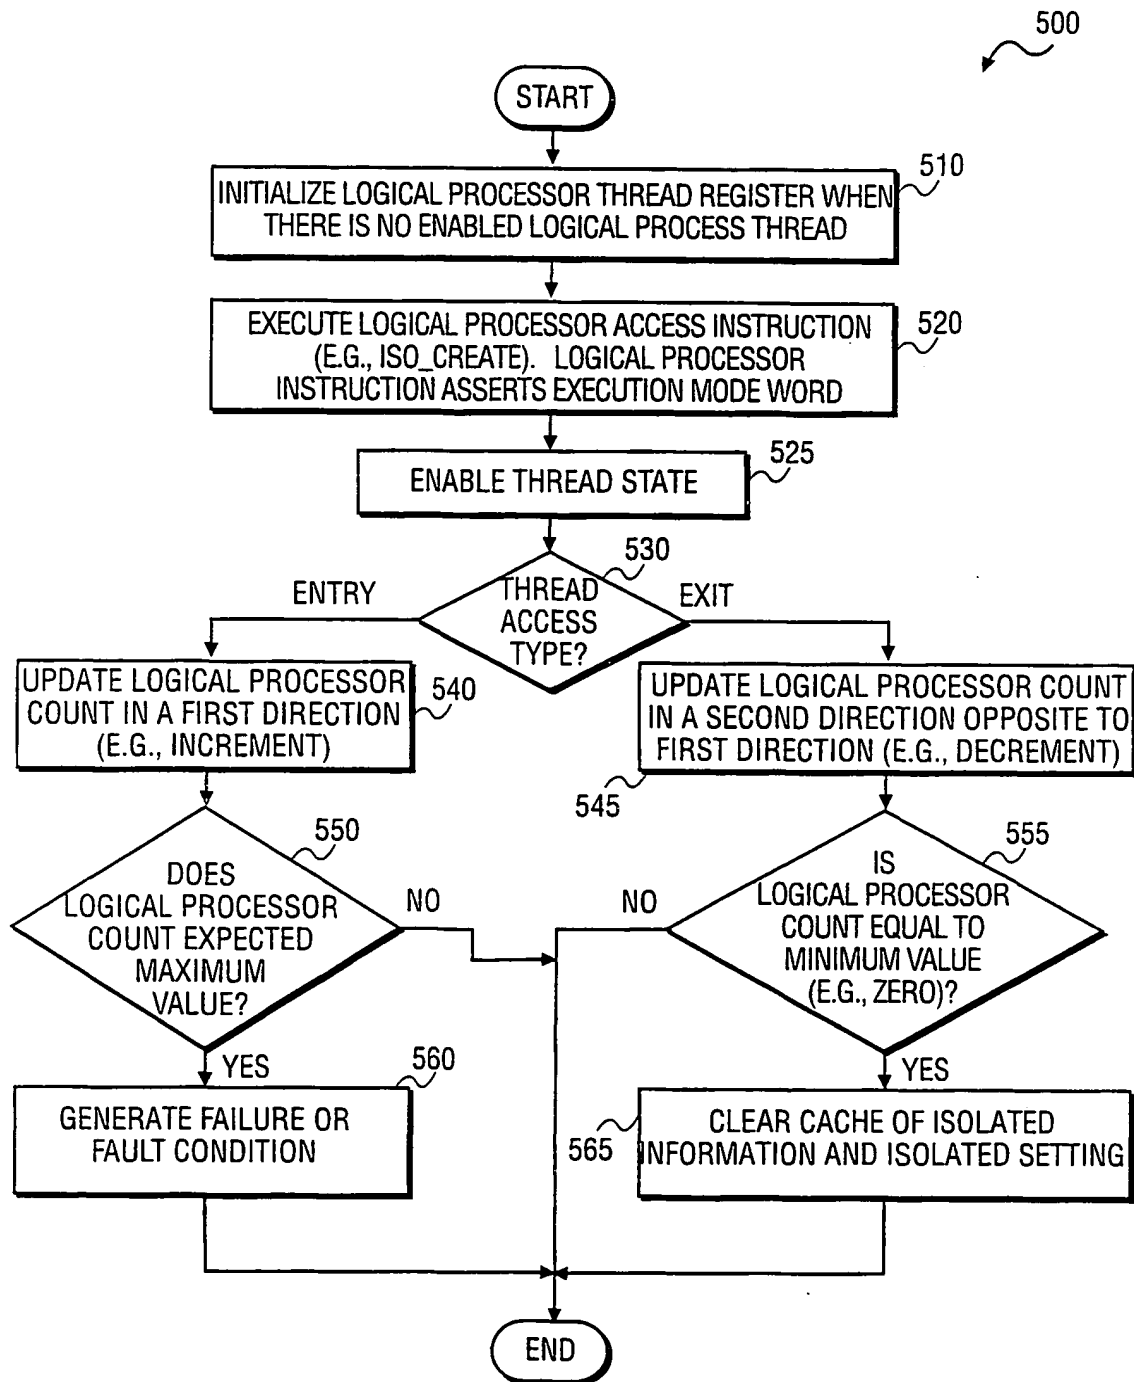 500
START
510
INITIALIZE LOGICAL PROCESSOR THREAD REGISTER WHEN
THERE IS NO ENABLED LOGICAL PROCESS THREAD
EXECUTE LOGICAL PROCESSOR ACCESS INSTRUCTION
(E.G., ISO_CREATE). LOGICAL PROCESSOR
INSTRUCTION ASSERTS EXECUTION MODE WORD
520
ENABLE THREAD STATE
525
530
THREAD
ACCESS
TYPE?
ENTRY
EXIT
UPDATE LOGICAL PROCESSOR
COUNT IN A FIRST DIRECTION
(E.G., INCREMENT)
540
UPDATE LOGICAL PROCESSOR COUNT
IN A SECOND DIRECTION OPPOSITE TO
FIRST DIRECTION (E.G., DECREMENT)
545
550
DOES
LOGICAL PROCESSOR
COUNT EXPECTED
MAXIMUM
VALUE?
NO
YES
555
IS
LOGICAL PROCESSOR
COUNT EQUAL TO
MINIMUM VALUE
(E.G., ZERO)?
NO
YES
560
GENERATE FAILURE OR
FAULT CONDITION
565
CLEAR CACHE OF ISOLATED
INFORMATION AND ISOLATED SETTING
END